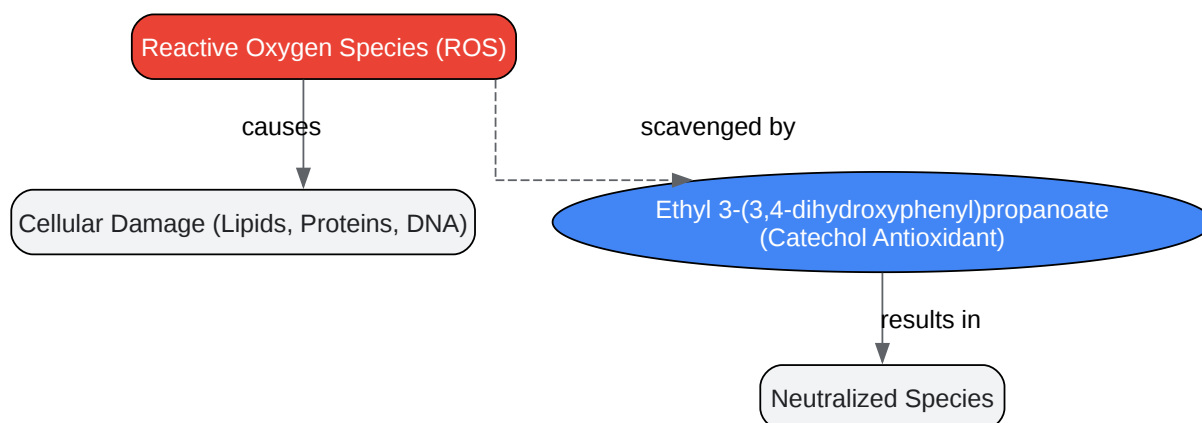 Reactive Oxygen Species (ROS)
causes
scavenged by
Cellular Damage (Lipids, Proteins, DNA)
Ethyl 3-(3,4-dihydroxyphenyl)propanoate
(Catechol Antioxidant)
results in
Neutralized Species